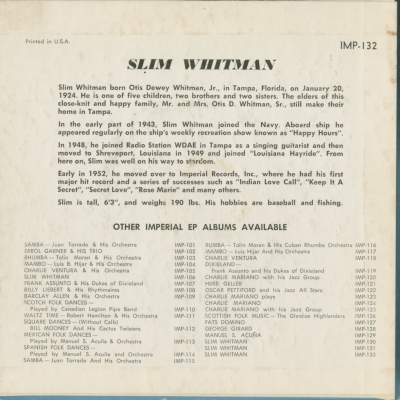 Printed in U.S.A.
IMP-132
SLIM WHITMAN
Slim Whitman born Otis Dewey Whitman, Jr., in Tampa, Florida, on January 20,
1924. He is one of five children, two brothers and two sisters. The elders of this
close-knit and happy family, Mr. and Mrs. Otis D. Whitman, Sr., still make their
home in Tampa.
In the early part of 1943, Slim Whitman joined the Navy. Aboard ship he
appeared regularly on the ship's weekly recreation show known as "Happy Hours".
In 1948, he joined Radio Station WDAE in Tampa as a singing guitarist and then
moved to Shreveport, Louisiana in 1949 and joined "Louisiana Hayride". From
here on, Slim was well on his way to stardom.
Early in 1952, he moved over to Imperial Records, Inc., where he had his first
major hit record and a series of successes such as "Indian Love Call", "Keep It A
Secret", "Secret Love", "Rose Marie" and many others.
Slim is tall, 6'3", and weighs 190 lbs. His hobbies are baseball and fishing.
OTHER IMPERIAL EP ALBUMS AVAILABLE
SAMBA—Juan Torrado & His Orchestra IMP-101
ERROL GARNER & HIS TRIO IMP-102
RHUMBA—Tolio Moran & His Orchestra IMP-103
MAMBO—Luis B. Hijar & His Orchestra IMP-104
CHARLIE VENTURA & His Orchestra IMP-105
SLIM WHITMAN IMP-106
FRANK ASSUNTO & His Dukes of Dixieland IMP-107
BILLY LIEBERT & His Rhythmaires IMP-108
BARCLAY ALLEN & His Orchestra IMP-109
SCOTCH FOLK DANCES—
Played by Canadian Legion Pipe Band IMP-110
WALTZ TIME—Robert Hamilton & His Orchestra IMP-111
SQUARE DANCES—(Without Calls)
BILL MOONEY And His Cactus Twisters IMP-112
MEXICAN FOLK DANCES—
Played by Manuel S. Acuña & Orchestra IMP-113
SPANISH FOLK DANCES—
Played by Manuel S. Acuña and Orchestra IMP-114
SAMBA—Juan Torrado And His Orchestra IMP-115
RUMBA—Tolio Moran & His Cuban Rhumba Orchestra IMP-116
MAMBO—Luis Hijar And His Orchestra IMP-117
CHARLIE VENTURA IMP-118
DIXIELAND—
Frank Assunto and his Dukes of Dixieland IMP-119
CHARLIE MARIANO with his Jazz Group IMP-120
HERB GELLER IMP-121
OSCAR PETTIFORD and his Jazz All Stars IMP-122
CHARLIE MARIANO plays IMP-123
CHARLIE MARIANO IMP-124
CHARLIE MARIANO with his Jazz Group IMP-125
SCOTTISH FOLK MUSIC—The Glenlee Highlanders IMP-126
FATS DOMINO IMP-127
GEORGE GIRARD IMP-128
MANUEL S. ACUÑA IMP-129
SLIM WHITMAN IMP-130
SLIM WHITMAN IMP-131
SLIM WHITMAN IMP-133